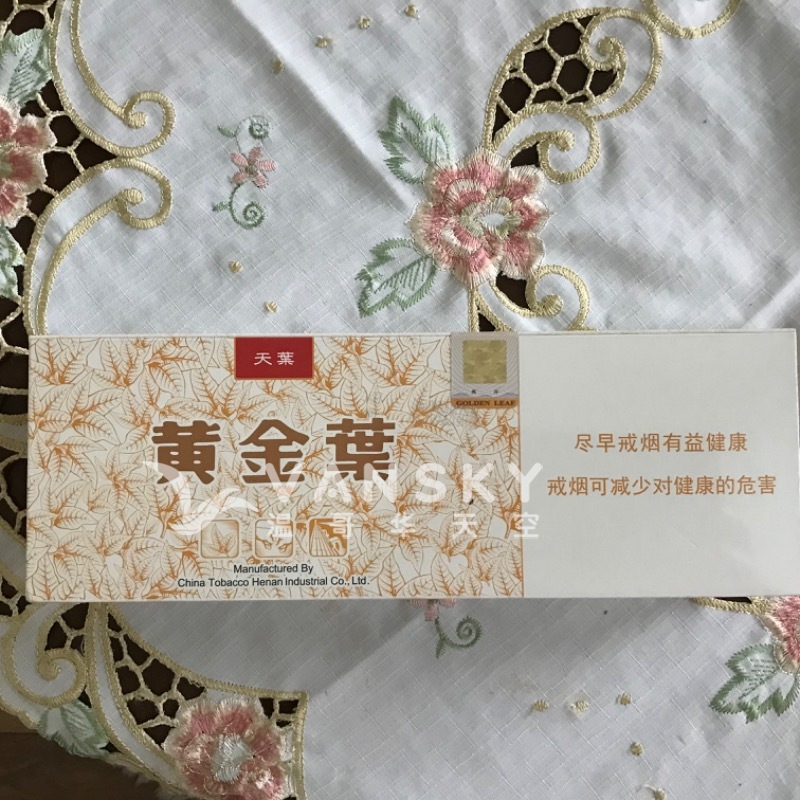 天葉
GOLDEN LEAF
黄金葉
尽早戒烟有益健康
戒烟可减少对健康的危害
VANSKY
温哥华天空
Manufactured By
China Tobacco Henan Industrial Co., Ltd.